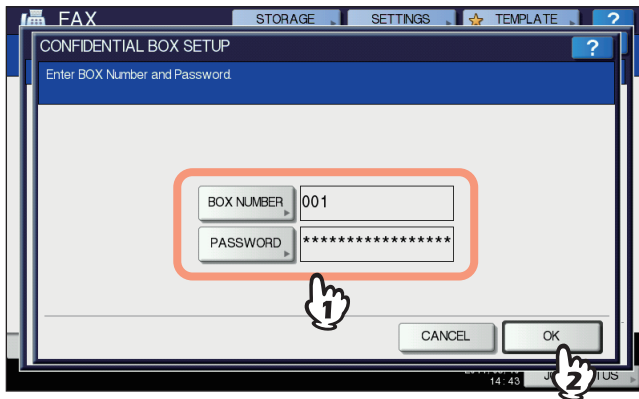 FAX STORAGE SETTINGS TEMPLATE ?
CONFIDENTIAL BOX SETUP ?
Enter BOX Number and Password.
BOX NUMBER 001
PASSWORD *****************
1
CANCEL OK
14:43 2 TUS